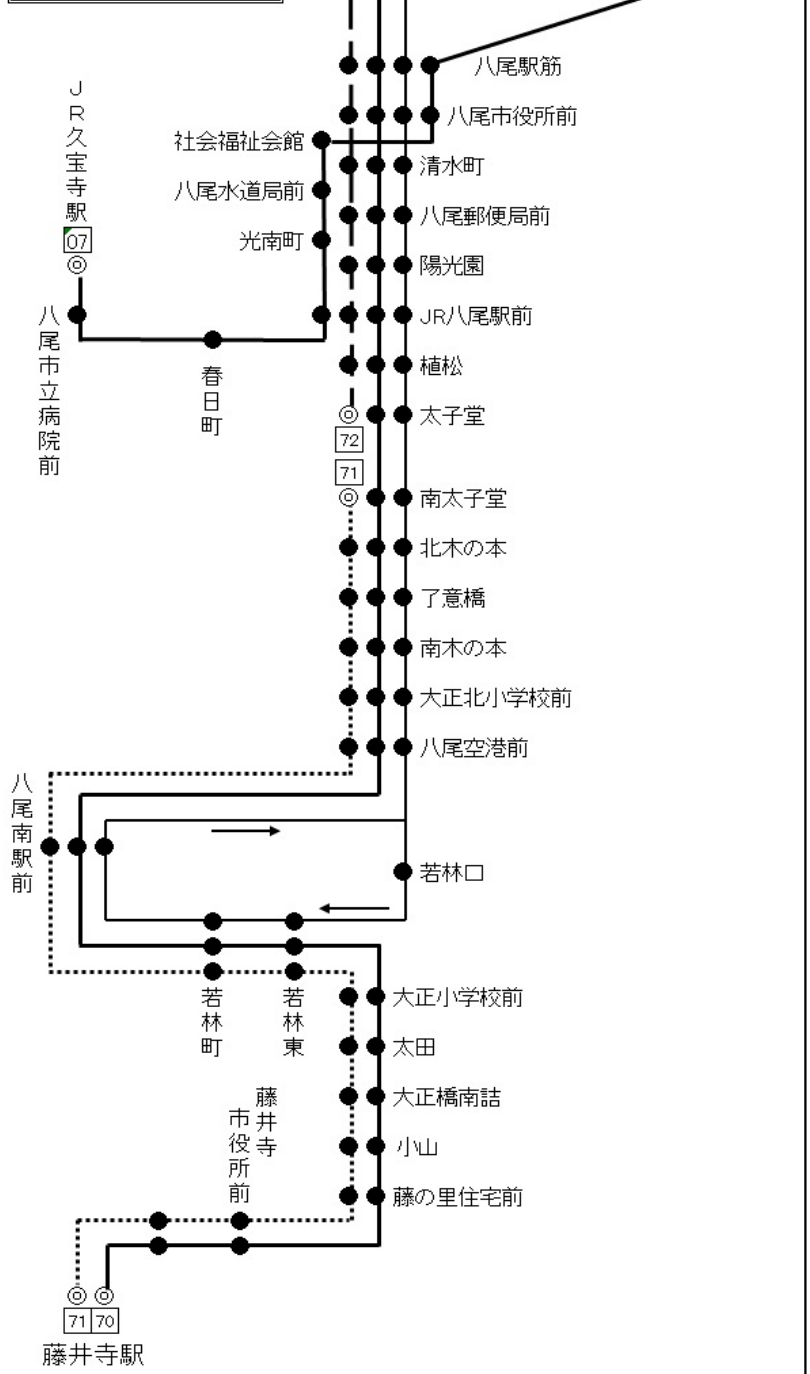 八尾駅筋
JR久宝寺駅
07
八尾市役所前
社会福祉会館
清水町
八尾水道局前
八尾郵便局前
光南町
陽光園
八尾市立病院前
JR八尾駅前
春日町
植松
太子堂
72
71
南太子堂
北木の本
了意橋
南木の本
大正北小学校前
八尾空港前
八尾南駅前
若林口
若林町
若林東
大正小学校前
太田
大正橋南詰
藤井寺
市役所前
小山
藤の里住宅前
71 70
藤井寺駅